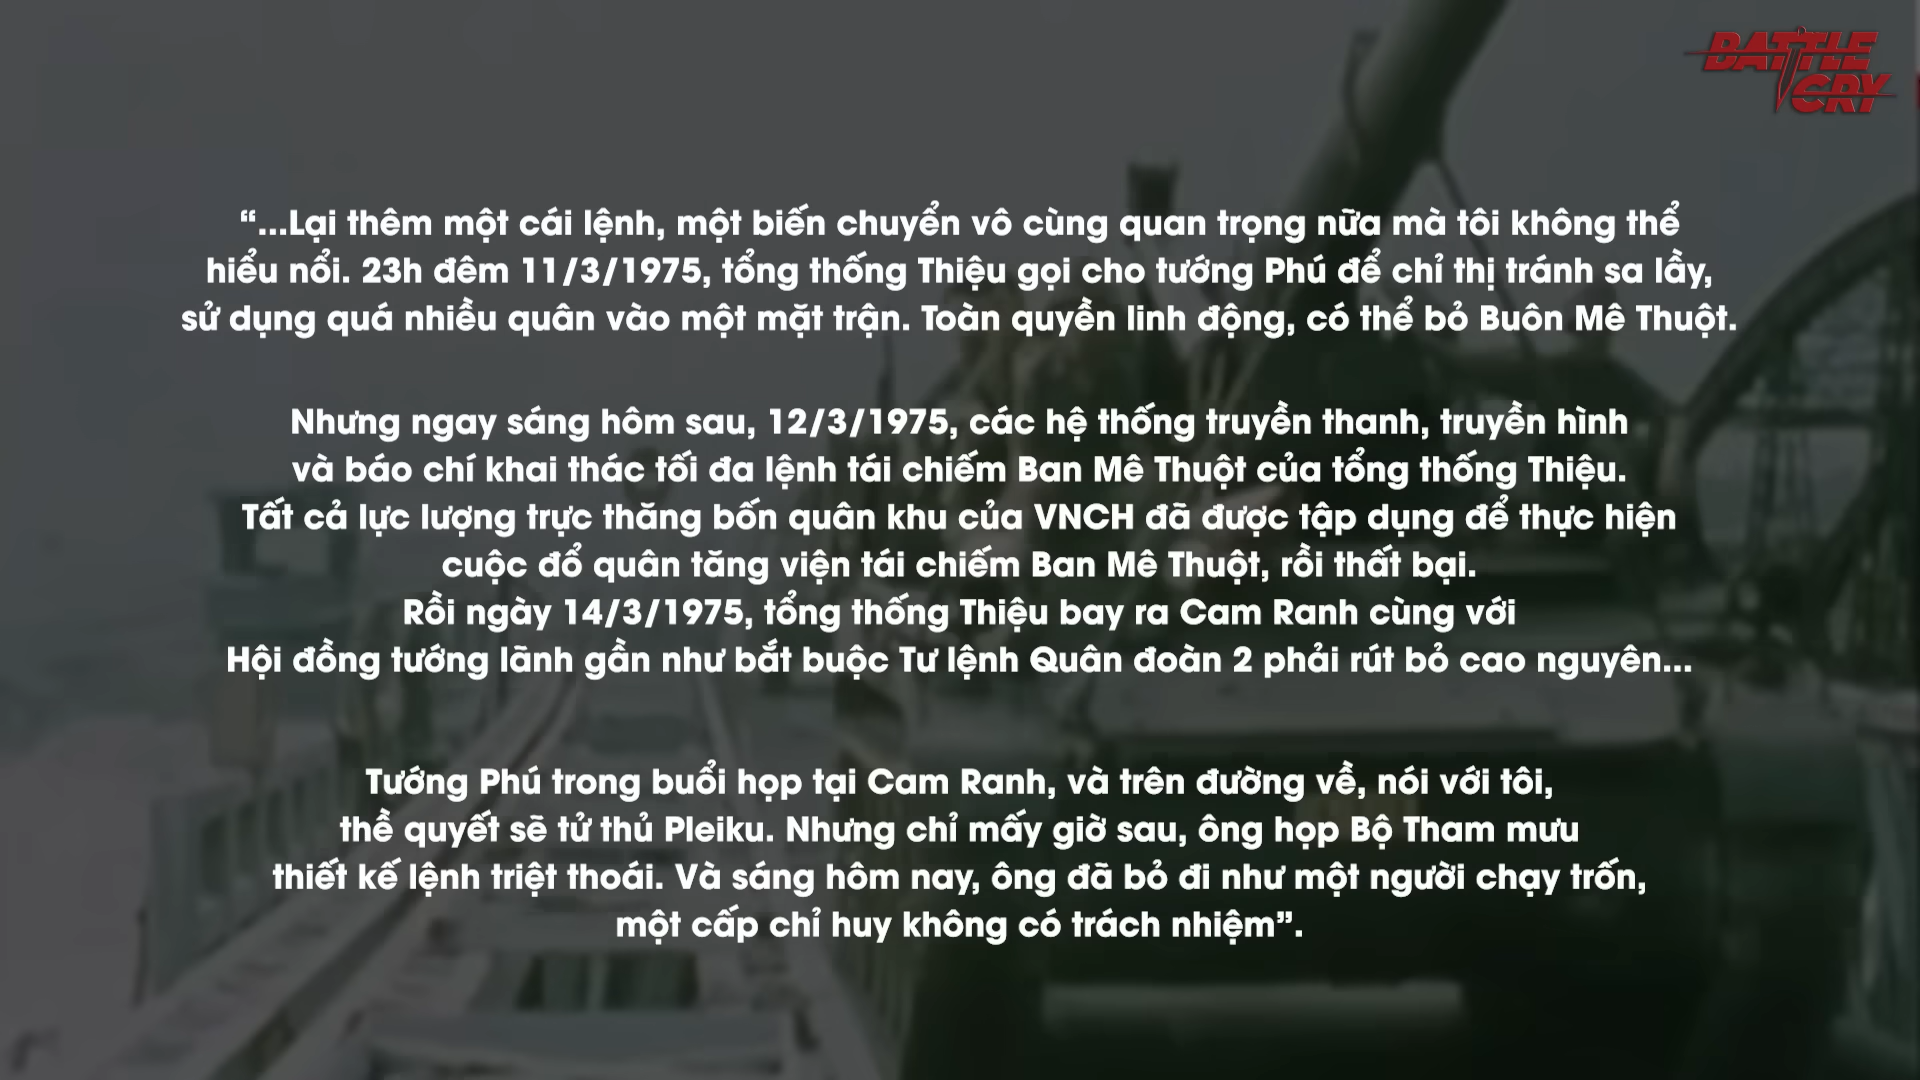 BATTLE
CRY
“...Lại thêm một cái lệnh, một biến chuyển vô cùng quan trọng nữa mà tôi không thể
hiểu nổi. 23h đêm 11/3/1975, tổng thống Thiệu gọi cho tướng Phú để chỉ thị tránh sa lầy,
sử dụng quá nhiều quân vào một mặt trận. Toàn quyền linh động, có thể bỏ Buôn Mê Thuột.
Nhưng ngay sáng hôm sau, 12/3/1975, các hệ thống truyền thanh, truyền hình
và báo chí khai thác tối đa lệnh tái chiếm Ban Mê Thuột của tổng thống Thiệu.
Tất cả lực lượng trực thăng bốn quân khu của VNCH đã được tập dụng để thực hiện
cuộc đổ quân tăng viện tái chiếm Ban Mê Thuột, rồi thất bại.
Rồi ngày 14/3/1975, tổng thống Thiệu bay ra Cam Ranh cùng với
Hội đồng tướng lãnh gần như bắt buộc Tư lệnh Quân đoàn 2 phải rút bỏ cao nguyên...
Tướng Phú trong buổi họp tại Cam Ranh, và trên đường về, nói với tôi,
thề quyết sẽ tử thủ Pleiku. Nhưng chỉ mấy giờ sau, ông họp Bộ Tham mưu
thiết kế lệnh triệt thoái. Và sáng hôm nay, ông đã bỏ đi như một người chạy trốn,
một cấp chỉ huy không có trách nhiệm”.